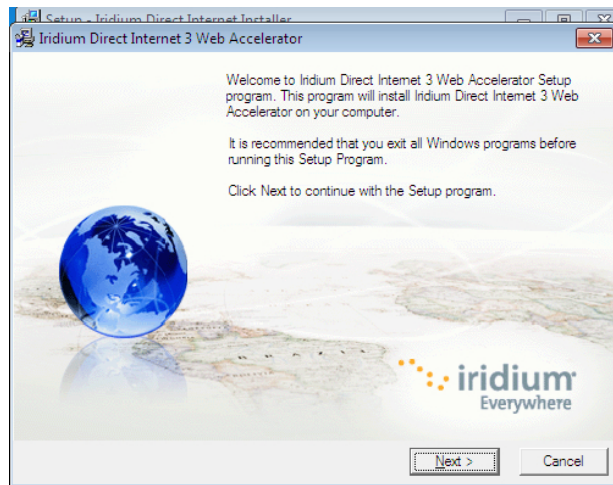 Setup - Iridium Direct Internet Installer
Iridium Direct Internet 3 Web Accelerator
Welcome to Iridium Direct Internet 3 Web Accelerator Setup
program. This program will install Iridium Direct Internet 3 Web
Accelerator on your computer.
It is recommended that you exit all Windows programs before
running this Setup Program.
Click Next to continue with the Setup program.
BRAZIL
iridium
Everywhere
Next >
Cancel